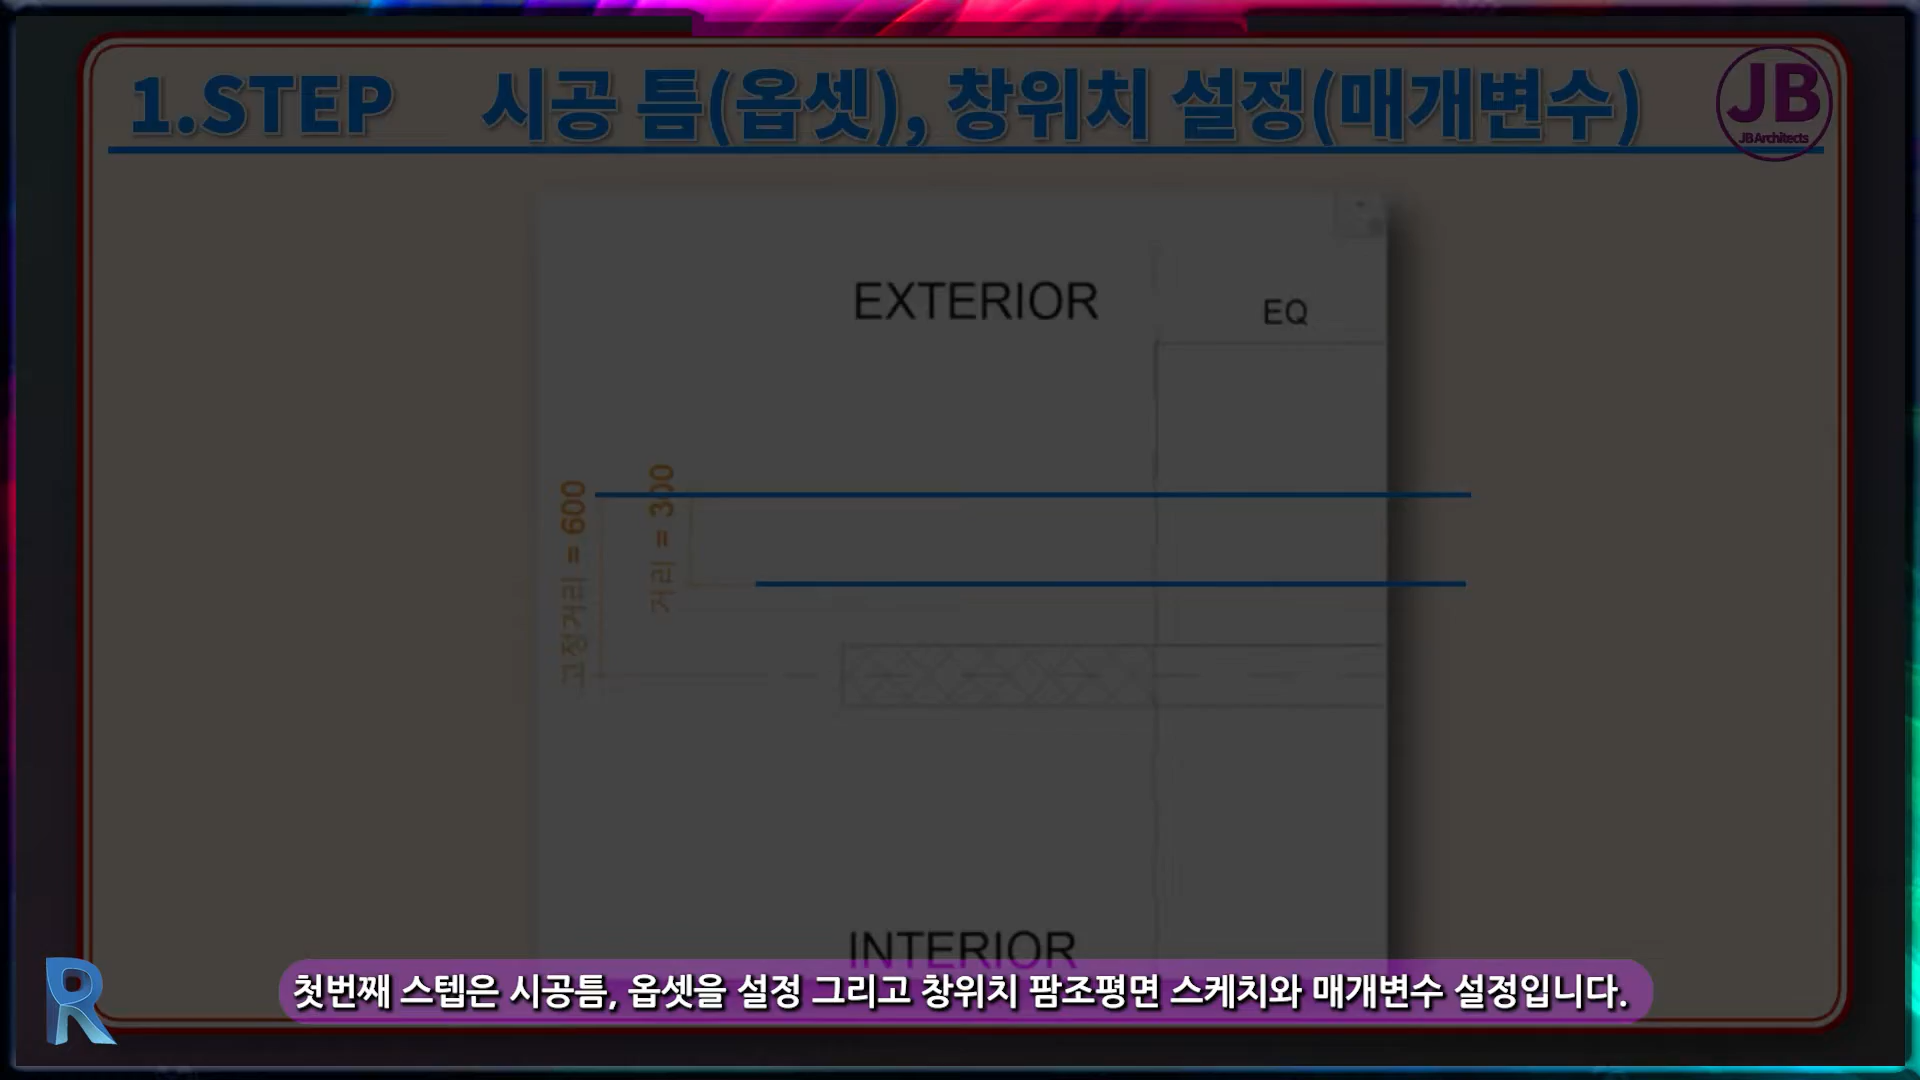 1.STEP 시공 틈(옵셋), 창위치 설정(매개변수)
JB
JB Architects
EXTERIOR
EQ
고정거리 = 600
거리 = 300
INTERIOR
R
첫번째 스텝은 시공틈, 옵셋을 설정 그리고 창위치 팜조평면 스케치와 매개변수 설정입니다.